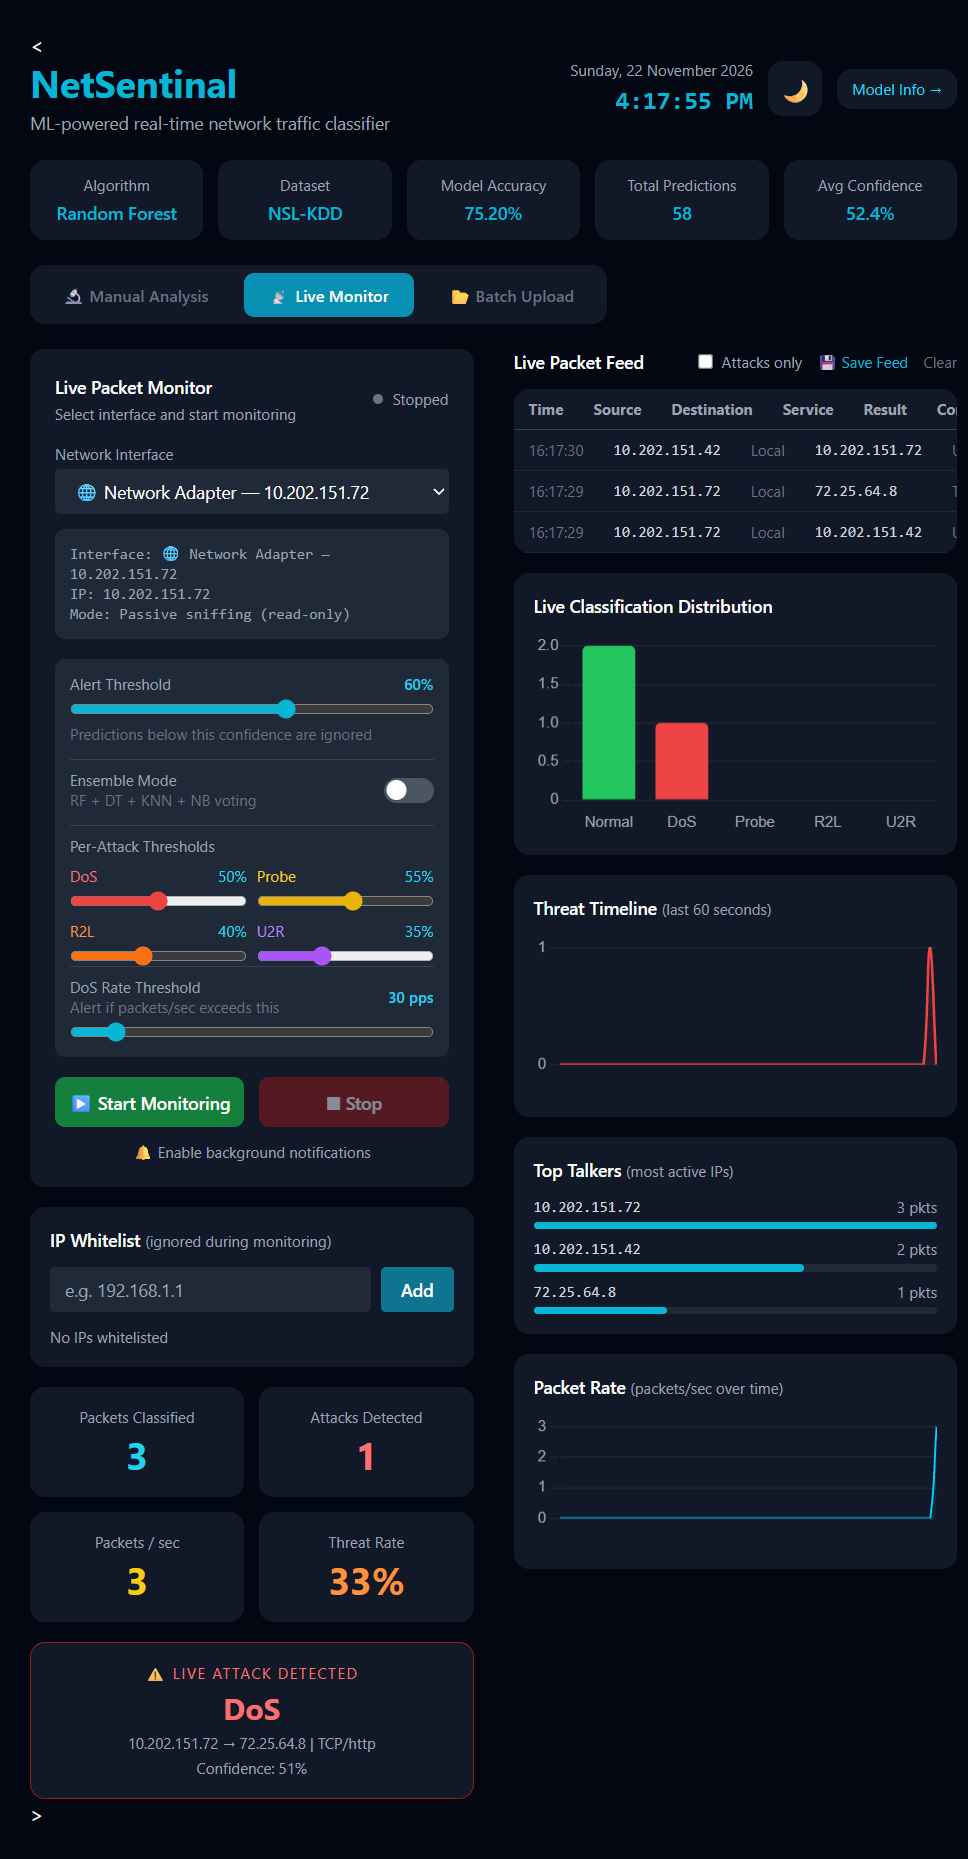 <
NetSentinal
ML-powered real-time network traffic classifier
Sunday, 22 November 2026
4:17:55 PM
Model Info →
Algorithm
Random Forest
Dataset
NSL-KDD
Model Accuracy
75.20%
Total Predictions
58
Avg Confidence
52.4%
Manual Analysis
Live Monitor
Batch Upload
Live Packet Monitor
Select interface and start monitoring
Stopped
Network Interface
Network Adapter — 10.202.151.72
Interface: Network Adapter —
10.202.151.72
IP: 10.202.151.72
Mode: Passive sniffing (read-only)
Alert Threshold 60%
Predictions below this confidence are ignored
Ensemble Mode
RF + DT + KNN + NB voting
Per-Attack Thresholds
DoS 50% Probe 55%
R2L 40% U2R 35%
DoS Rate Threshold
Alert if packets/sec exceeds this
30 pps
Start Monitoring
Stop
Enable background notifications
IP Whitelist (ignored during monitoring)
e.g. 192.168.1.1
Add
No IPs whitelisted
Packets Classified
3
Attacks Detected
1
Packets / sec
3
Threat Rate
33%
LIVE ATTACK DETECTED
DoS
10.202.151.72 → 72.25.64.8 | TCP/http
Confidence: 51%
>
Live Packet Feed
Attacks only
Save Feed
Clear
Time Source Destination Service Result
16:17:30 10.202.151.42 Local 10.202.151.72
16:17:29 10.202.151.72 Local 72.25.64.8
16:17:29 10.202.151.72 Local 10.202.151.42
Live Classification Distribution
2.0
1.5
1.0
0.5
0
Normal DoS Probe R2L U2R
Threat Timeline (last 60 seconds)
1
0
Top Talkers (most active IPs)
10.202.151.72 3 pkts
10.202.151.42 2 pkts
72.25.64.8 1 pkts
Packet Rate (packets/sec over time)
3
2
1
0